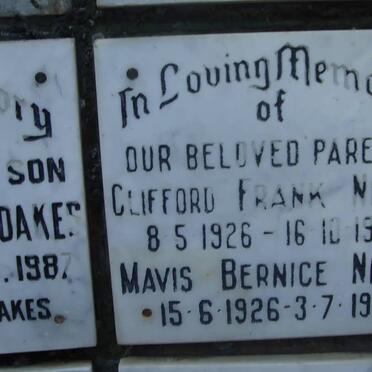 ory
SON
OAKES
1987
AKES
In Loving Memo
of
OUR BELOVED PARE
CLIFFORD FRANK N
8·5·1926 – 16·10·19
MAVIS BERNICE N
·15·6·1926-3·7·19